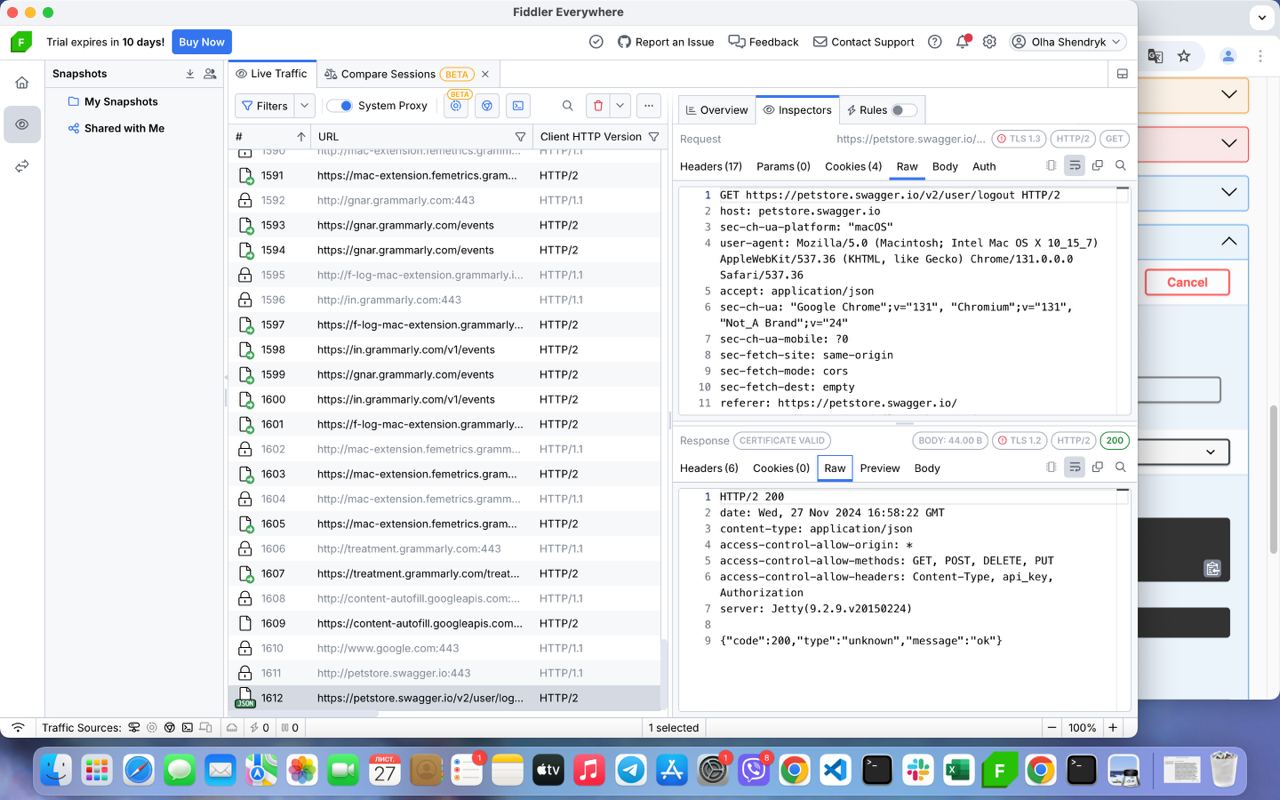 Fiddler Everywhere
Trial expires in 10 days!
Buy Now
Report an Issue
Feedback
Contact Support
Olha Shendryk
Snapshots
My Snapshots
Shared with Me
Live Traffic
Compare Sessions
BETA
Filters
System Proxy
BETA
# URL Client HTTP Version
1590 http://mac-extension.femetrics.gramm... HTTP/1.1
1591 https://mac-extension.femetrics.gram... HTTP/2
1592 http://gnar.grammarly.com:443 HTTP/1.1
1593 https://gnar.grammarly.com/events HTTP/2
1594 https://gnar.grammarly.com/events HTTP/2
1595 http://f-log-mac-extension.grammarly.i... HTTP/1.1
1596 http://in.grammarly.com:443 HTTP/1.1
1597 https://f-log-mac-extension.grammarly... HTTP/2
1598 https://in.grammarly.com/v1/events HTTP/2
1599 https://gnar.grammarly.com/events HTTP/2
1600 https://in.grammarly.com/v1/events HTTP/2
1601 https://f-log-mac-extension.grammarly... HTTP/2
1602 http://mac-extension.femetrics.gramm... HTTP/1.1
1603 https://mac-extension.femetrics.gram... HTTP/2
1604 http://mac-extension.femetrics.gramm... HTTP/1.1
1605 https://mac-extension.femetrics.gram... HTTP/2
1606 http://treatment.grammarly.com:443 HTTP/1.1
1607 https://treatment.grammarly.com/treat... HTTP/2
1608 http://content-autofill.googleapis.com:... HTTP/1.1
1609 https://content-autofill.googleapis.com... HTTP/2
1610 http://www.google.com:443 HTTP/1.1
1611 http://petstore.swagger.io:443 HTTP/1.1
JSON
1612 https://petstore.swagger.io/v2/user/log... HTTP/2
Overview
Inspectors
Rules
Request https://petstore.swagger.io/... TLS 1.3 HTTP/2 GET
Headers (17) Params (0) Cookies (4) Raw Body Auth
1 GET https://petstore.swagger.io/v2/user/logout HTTP/2
2 host: petstore.swagger.io
3 sec-ch-ua-platform: "macOS"
4 user-agent: Mozilla/5.0 (Macintosh; Intel Mac OS X 10_15_7)
AppleWebKit/537.36 (KHTML, like Gecko) Chrome/131.0.0.0
Safari/537.36
5 accept: application/json
6 sec-ch-ua: "Google Chrome";v="131", "Chromium";v="131",
"Not_A Brand";v="24"
7 sec-ch-ua-mobile: ?0
8 sec-fetch-site: same-origin
9 sec-fetch-mode: cors
10 sec-fetch-dest: empty
11 referer: https://petstore.swagger.io/
Response CERTIFICATE VALID BODY: 44.00 B TLS 1.2 HTTP/2 200
Headers (6) Cookies (0) Raw Preview Body
1 HTTP/2 200
2 date: Wed, 27 Nov 2024 16:58:22 GMT
3 content-type: application/json
4 access-control-allow-origin: *
5 access-control-allow-methods: GET, POST, DELETE, PUT
6 access-control-allow-headers: Content-Type, api_key,
Authorization
7 server: Jetty(9.2.9.v20150224)
8
9 {"code":200,"type":"unknown","message":"ok"}
Cancel
Traffic Sources:
0
0
1 selected
100%
ЛИСТ.
27
1
tv
1
8
F